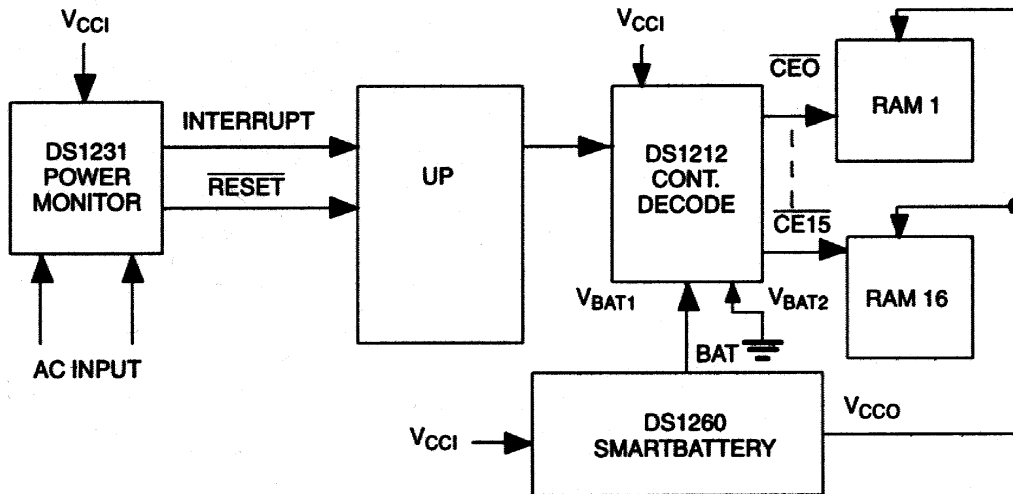 VCCI
DS1231
POWER
MONITOR
AC INPUT
INTERRUPT
RESET
UP
VCCI
DS1212
CONT.
DECODE
CEO
CE15
RAM 1
RAM 16
VBAT1
VBAT2
BAT
VCCI
DS1260
SMARTBATTERY
VCCO